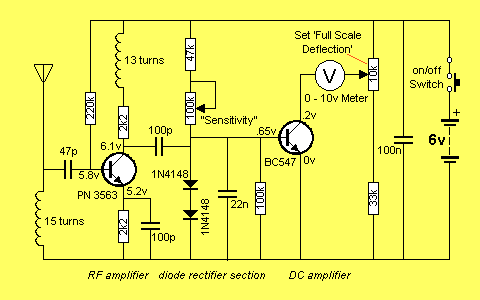 Set 'Full Scale
Deflection'
13 turns
47k
on/off
Switch
V
10k
0 - 10v Meter
220k
100k
2k2
"Sensitivity"
.2v
+
6v
6.1v
100p
.65v
47p
5.8v
BC547
0v
100n
1N4148
PN 3563
5.2v
22n
100k
33k
15 turns
2k2
100p
1N4148
RF amplifier
diode rectifier section
DC amplifier